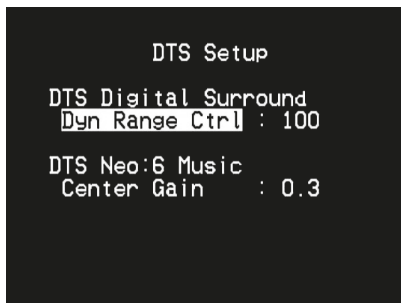 DTS Setup
DTS Digital Surround
Dyn Range Ctrl : 100
DTS Neo:6 Music
Center Gain : 0.3